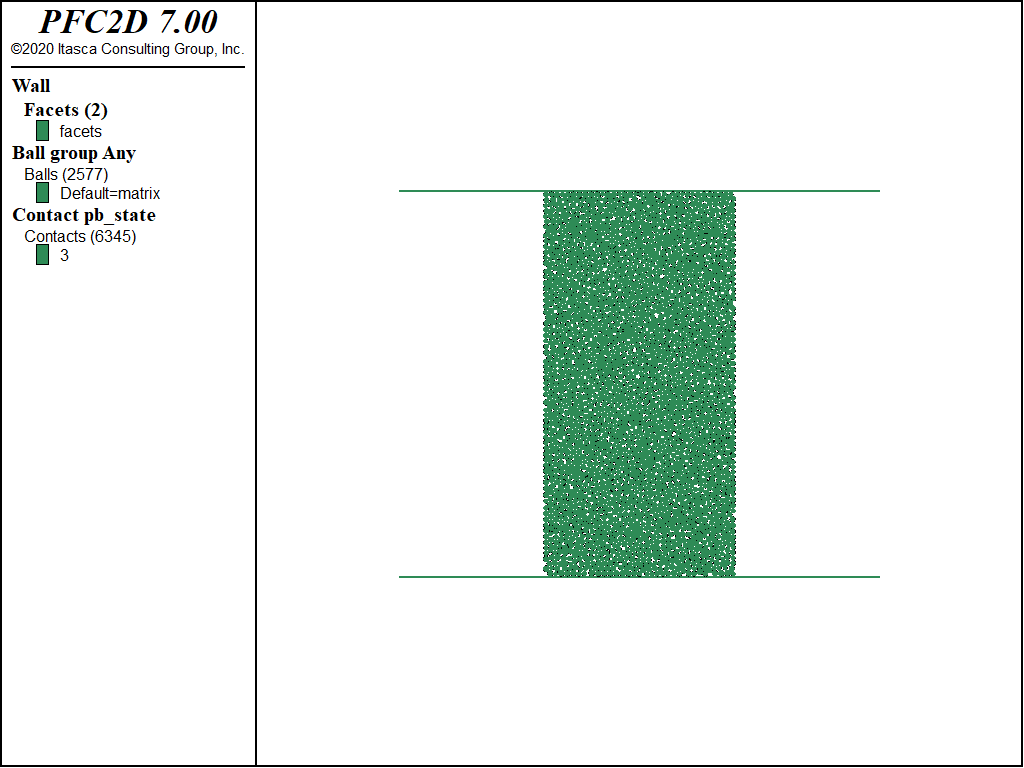 PFC2D 7.00
©2020 Itasca Consulting Group, Inc.
Wall
Facets (2)
facets
Ball group Any
Balls (2577)
Default=matrix
Contact pb_state
Contacts (6345)
3